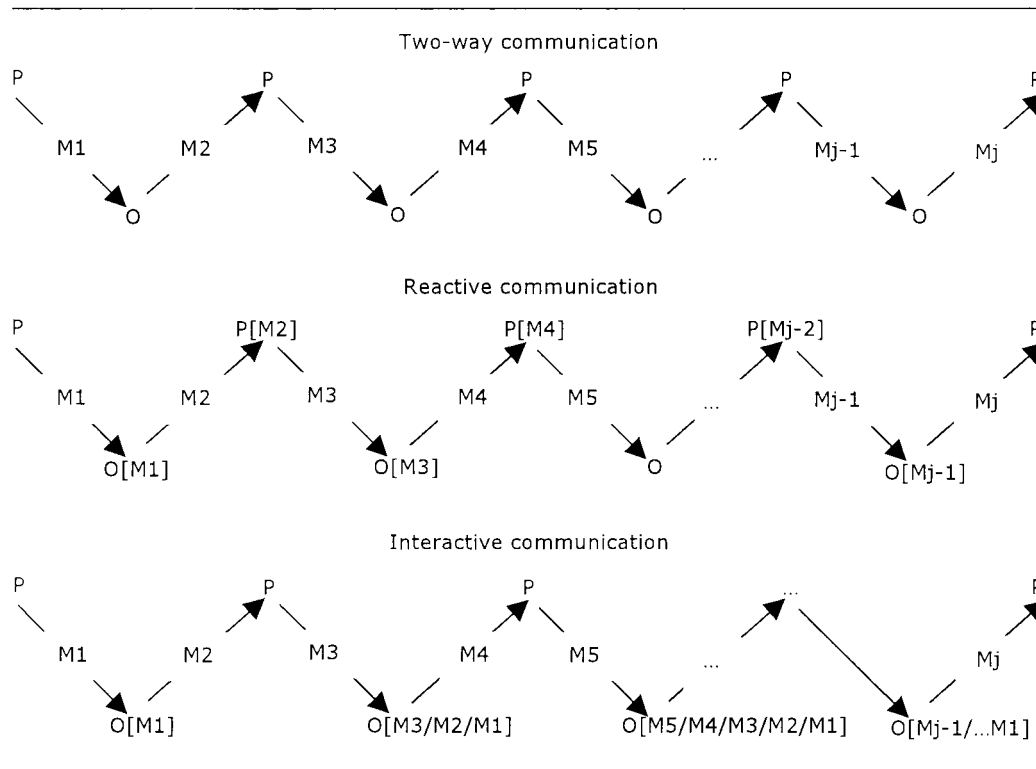 Two-way communication
P P P P P
M1 M2 M3 M4 M5 ... Mj-1 Mj
O O O O
Reactive communication
P P[M2] P[M4] P[Mj-2] P
M1 M2 M3 M4 M5 ... Mj-1 Mj
O[M1] O[M3] O O[Mj-1]
Interactive communication
P P P ... P
M1 M2 M3 M4 M5 ... Mj
O[M1] O[M3/M2/M1] O[M5/M4/M3/M2/M1] O[Mj-1/...M1]